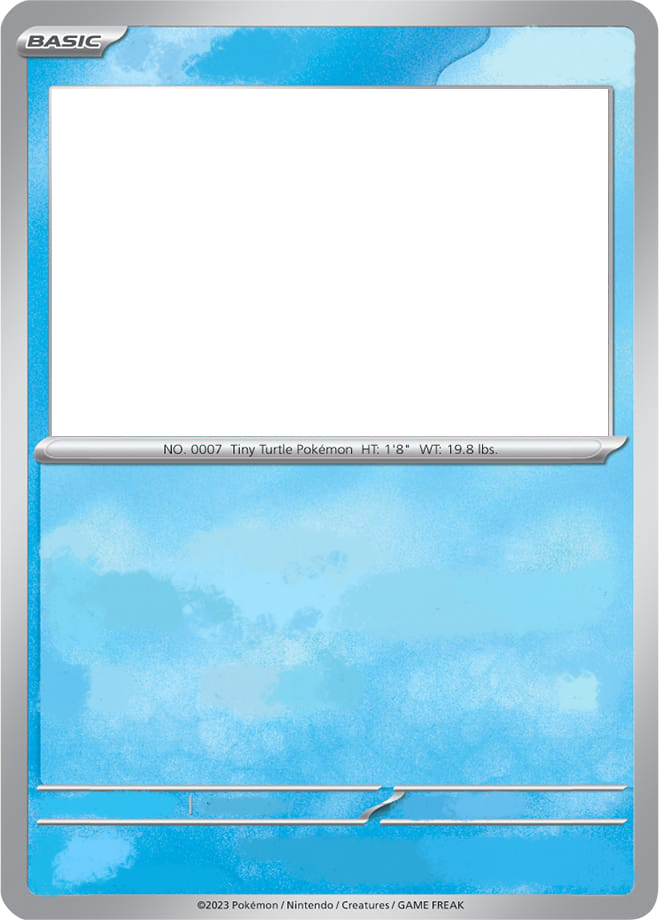 BASIC
NO. 0007 Tiny Turtle Pokémon HT: 1'8" WT: 19.8 lbs.
©2023 Pokémon / Nintendo / Creatures / GAME FREAK